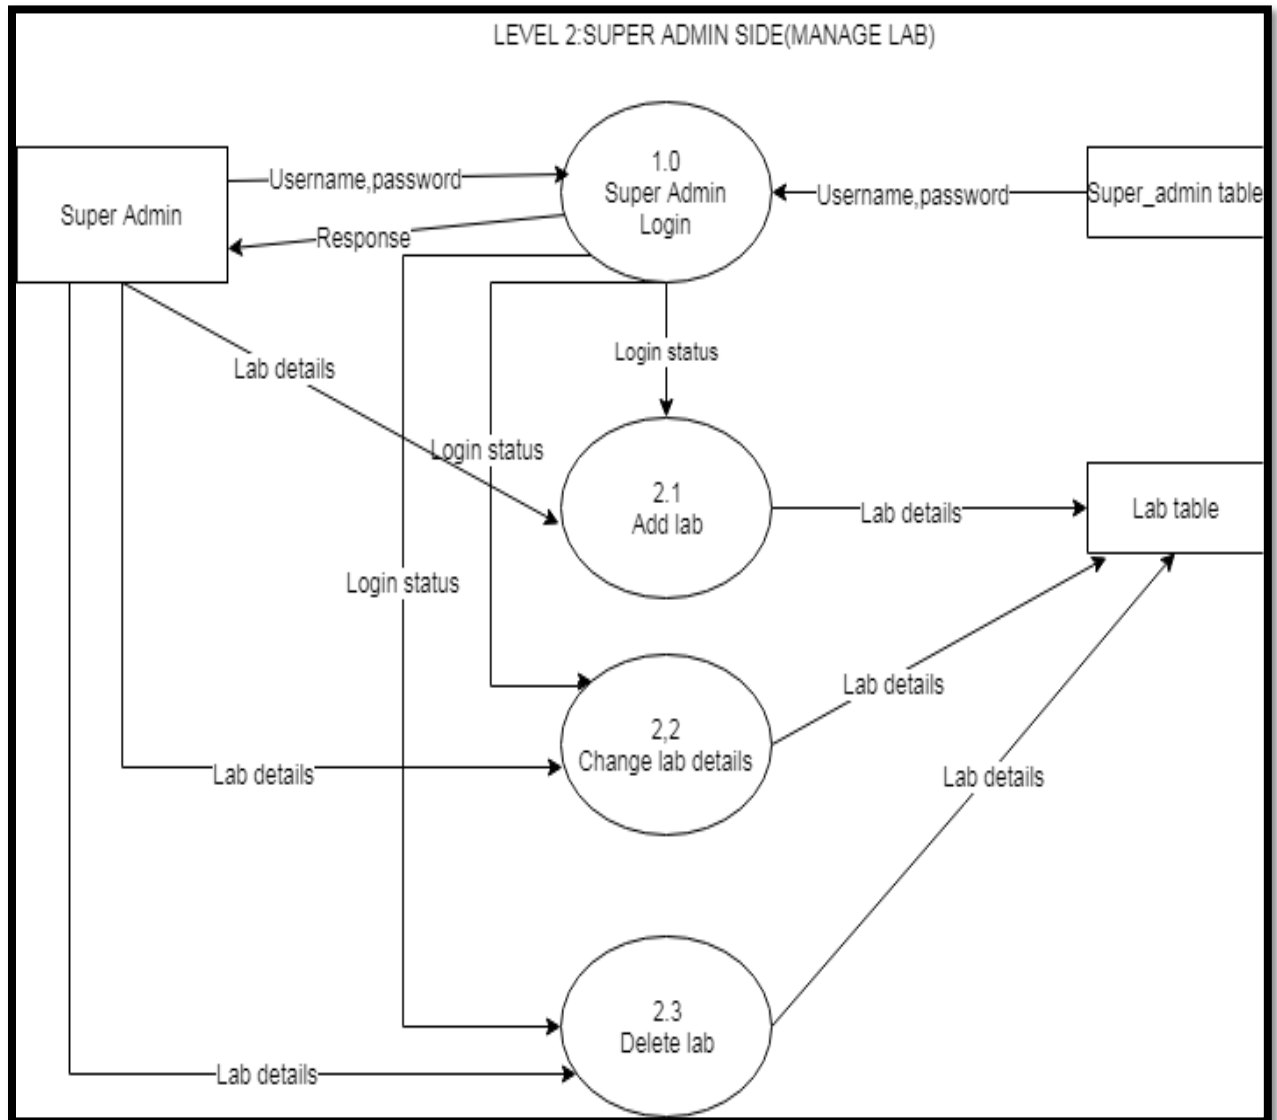 LEVEL 2:SUPER ADMIN SIDE(MANAGE LAB)
1.0
Super Admin
Login
Username,password
Username,password
Super_admin table
Super Admin
Response
Login status
Lab details
Login status
2.1
Add lab
Lab details
Lab table
Login status
Lab details
2,2
Change lab details
Lab details
Lab details
2.3
Delete lab
Lab details